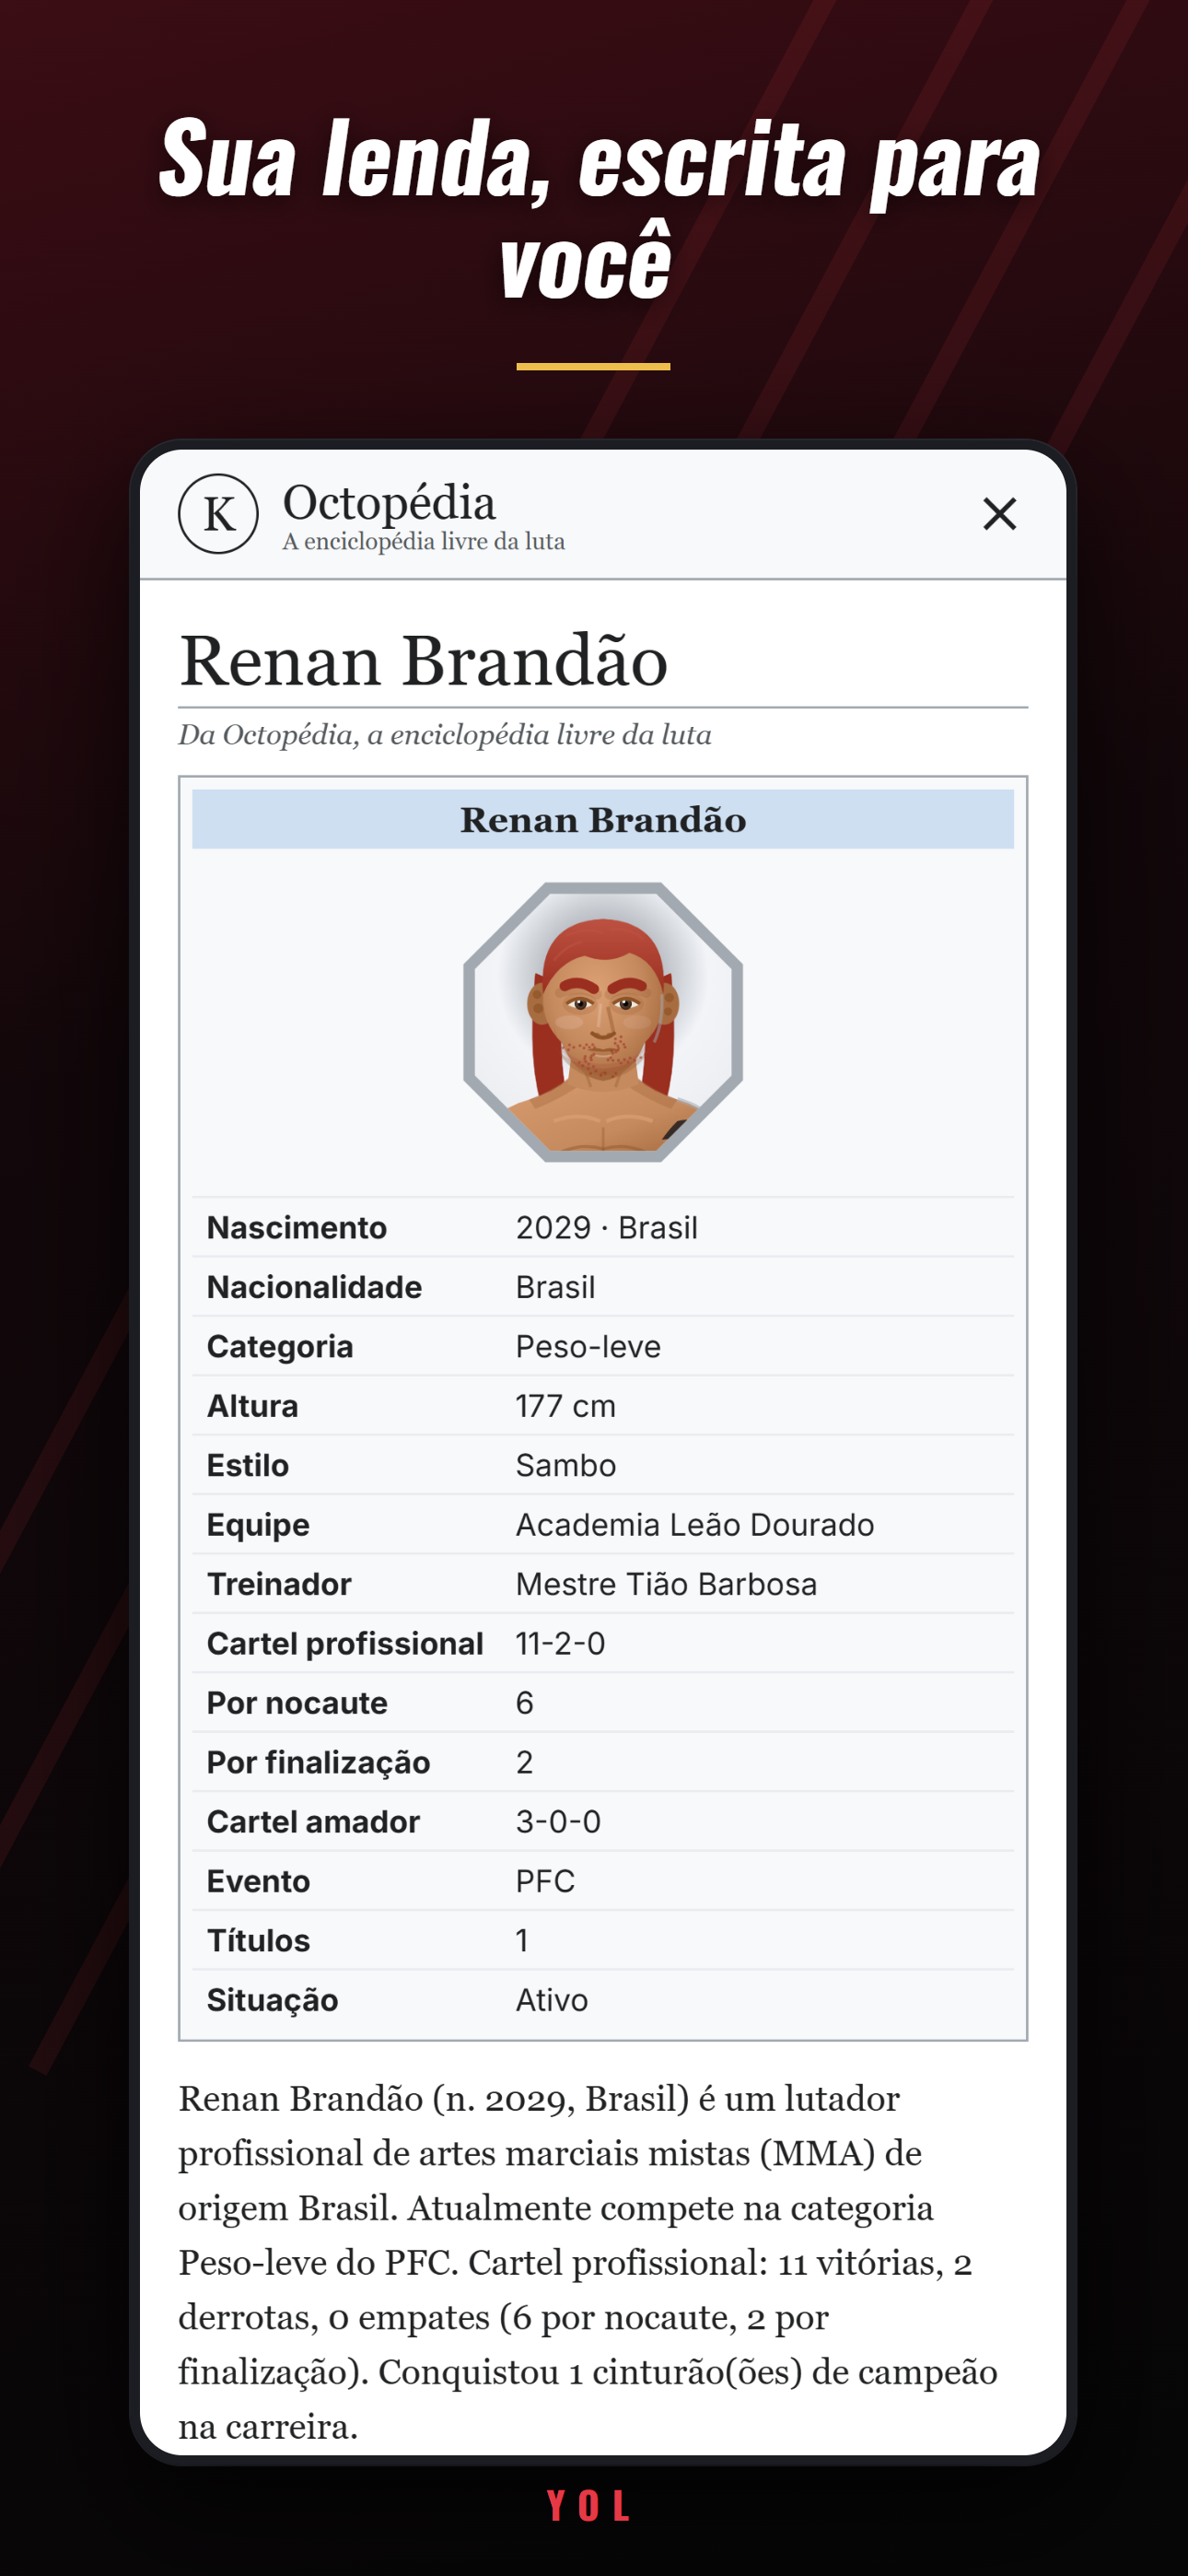 Sua lenda, escrita para
você
K
Octopédia
A enciclopédia livre da luta
Renan Brandão
Da Octopédia, a enciclopédia livre da luta
Renan Brandão
Nascimento 2029 · Brasil
Nacionalidade Brasil
Categoria Peso-leve
Altura 177 cm
Estilo Sambo
Equipe Academia Leão Dourado
Treinador Mestre Tião Barbosa
Cartel profissional 11-2-0
Por nocaute 6
Por finalização 2
Cartel amador 3-0-0
Evento PFC
Títulos 1
Situação Ativo
Renan Brandão (n. 2029, Brasil) é um lutador
profissional de artes marciais mistas (MMA) de
origem Brasil. Atualmente compete na categoria
Peso-leve do PFC. Cartel profissional: 11 vitórias, 2
derrotas, 0 empates (6 por nocaute, 2 por
finalização). Conquistou 1 cinturão(ões) de campeão
na carreira.
YOL